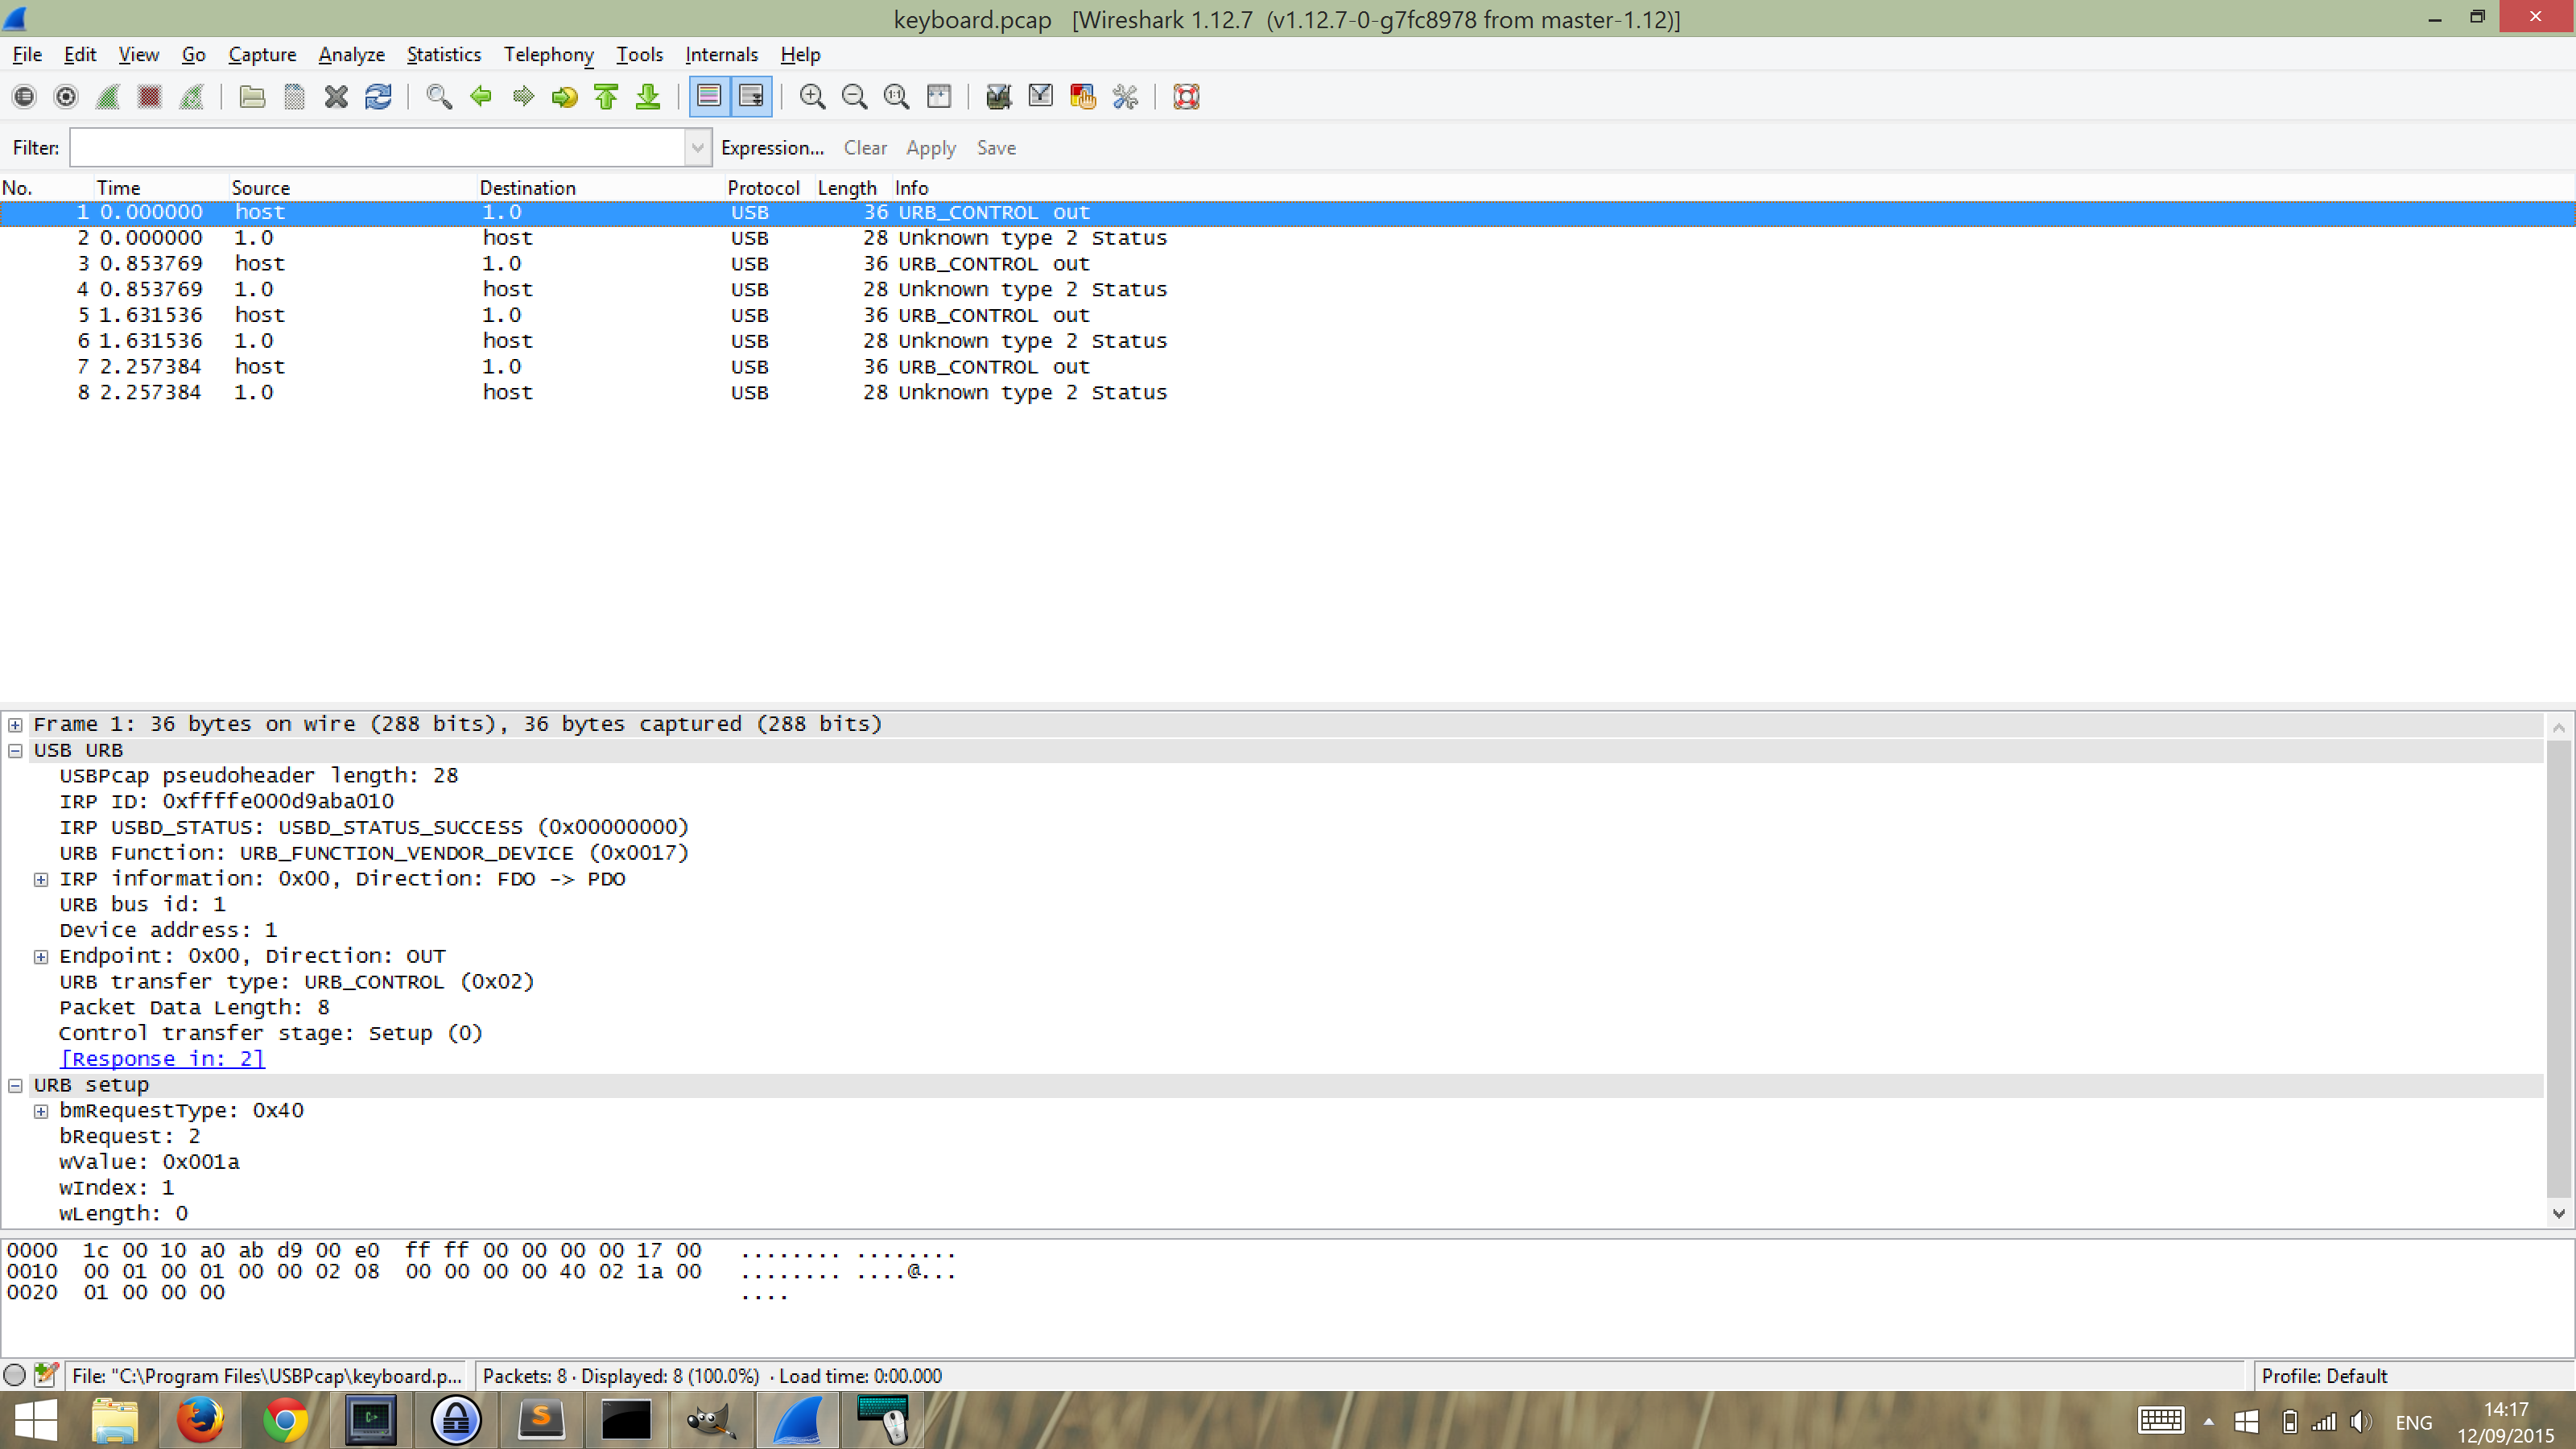 keyboard.pcap [Wireshark 1.12.7 (v1.12.7-0-g7fc8978 from master-1.12)]
File Edit View Go Capture Analyze Statistics Telephony Tools Internals Help
Filter: Expression... Clear Apply Save
No. Time Source Destination Protocol Length Info
1 0.000000 host 1.0 USB 36 URB_CONTROL out
2 0.000000 1.0 host USB 28 Unknown type 2 Status
3 0.853769 host 1.0 USB 36 URB_CONTROL out
4 0.853769 1.0 host USB 28 Unknown type 2 Status
5 1.631536 host 1.0 USB 36 URB_CONTROL out
6 1.631536 1.0 host USB 28 Unknown type 2 Status
7 2.257384 host 1.0 USB 36 URB_CONTROL out
8 2.257384 1.0 host USB 28 Unknown type 2 Status
Frame 1: 36 bytes on wire (288 bits), 36 bytes captured (288 bits)
USB URB
USBPcap pseudoheader length: 28
IRP ID: 0xffffe000d9aba010
IRP USBD_STATUS: USBD_STATUS_SUCCESS (0x00000000)
URB Function: URB_FUNCTION_VENDOR_DEVICE (0x0017)
IRP information: 0x00, Direction: FDO -> PDO
URB bus id: 1
Device address: 1
Endpoint: 0x00, Direction: OUT
URB transfer type: URB_CONTROL (0x02)
Packet Data Length: 8
Control transfer stage: Setup (0)
[Response in: 2]
URB setup
bmRequestType: 0x40
bRequest: 2
wValue: 0x001a
wIndex: 1
wLength: 0
0000 1c 00 10 a0 ab d9 00 e0 ff ff 00 00 00 00 17 00 ........ ........
0010 00 01 00 01 00 00 02 08 00 00 00 00 40 02 1a 00 ........ ....@...
0020 01 00 00 00 ....
File: "C:\Program Files\USBPcap\keyboard.p... Packets: 8 · Displayed: 8 (100.0%) · Load time: 0:00.000 Profile: Default
ENG 14:17
12/09/2015